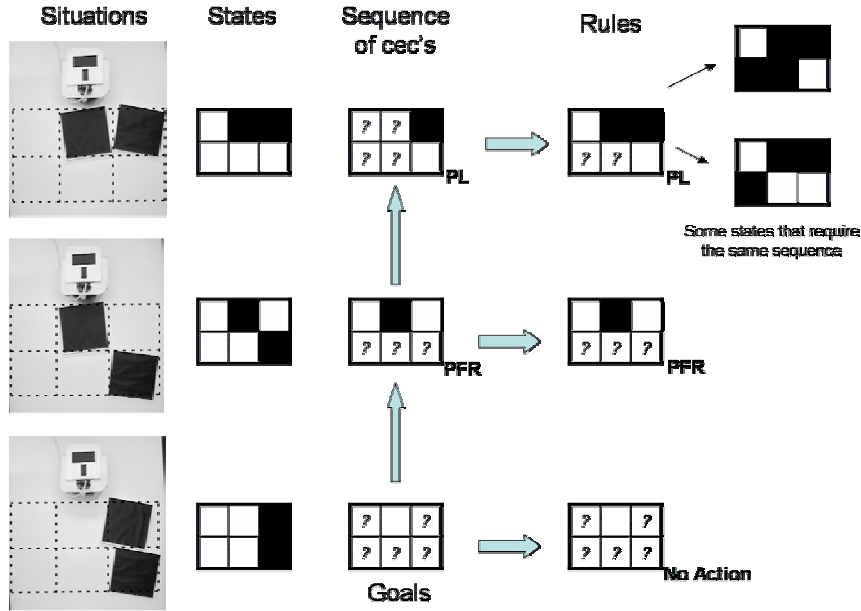 Situations States Sequence of cec's Rules
? ?
? ?
PL
? ?
PL
Some states that require
the same sequence
? ? ?
PFR
? ? ?
PFR
? ?
? ? ?
Goals
? ?
? ? ?
No Action